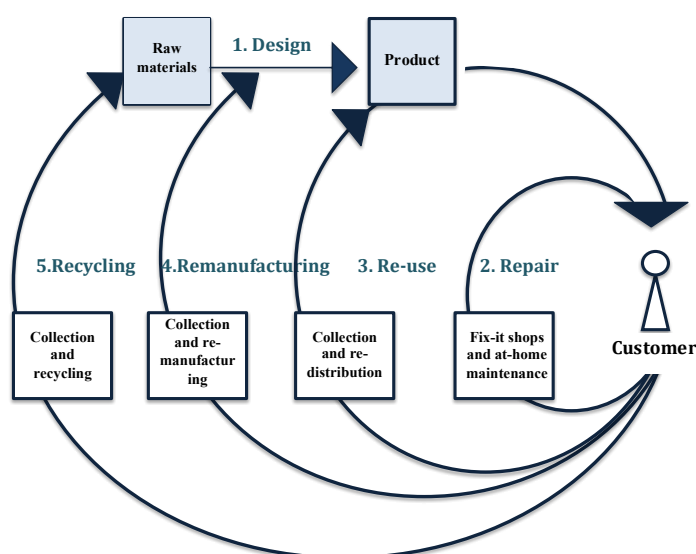 Raw
materials
1. Design
Product
5.Recycling
4.Remanufacturing
3. Re-use
2. Repair
Collection
and
recycling
Collection
and re-
manufactur
ing
Collection
and re-
distribution
Fix-it shops
and at-home
maintenance
Customer